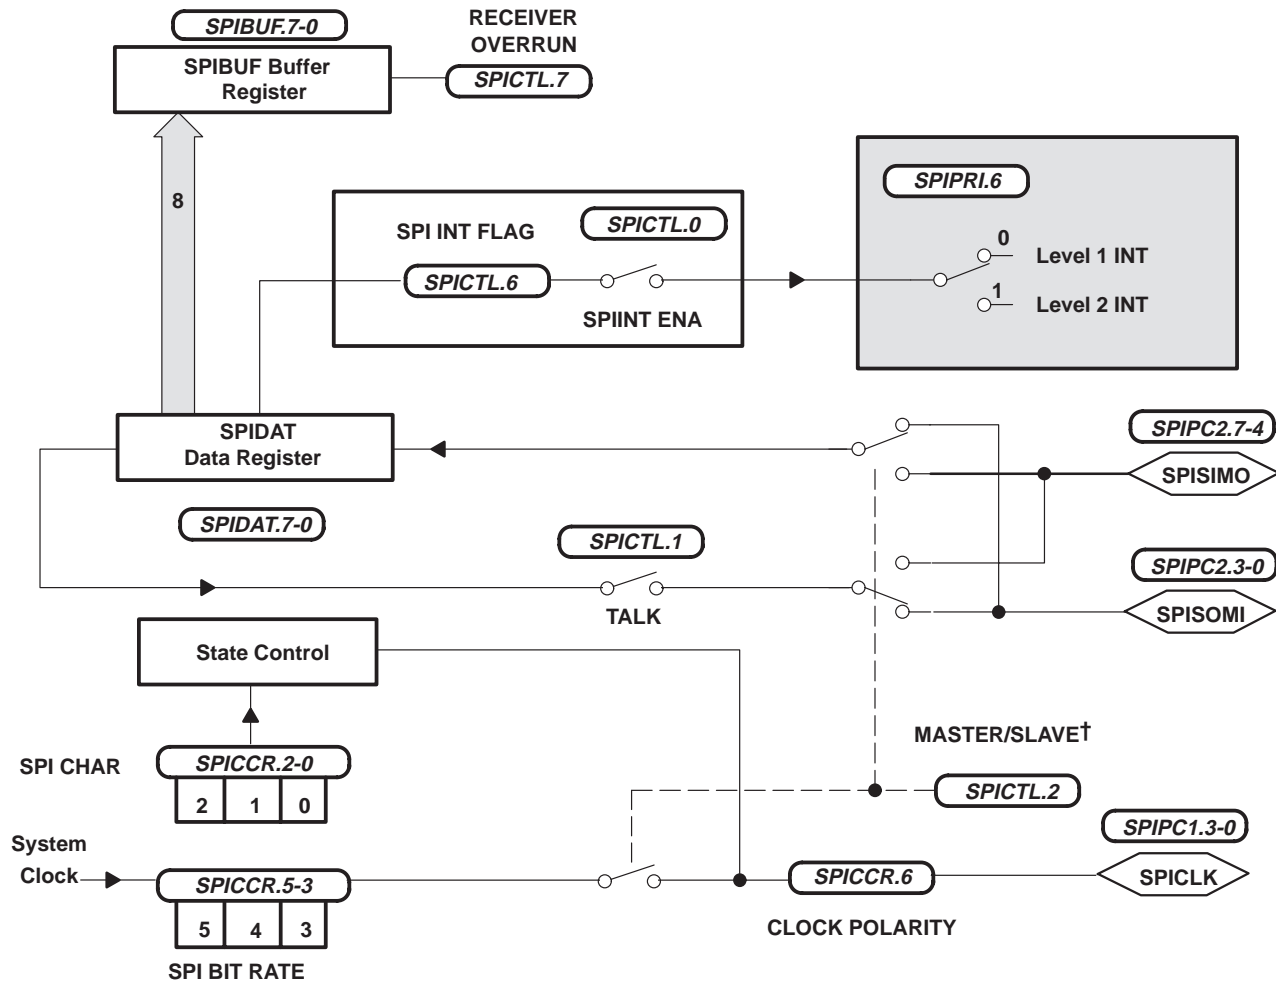 SPIBUF.7-0
RECEIVER
OVERRUN
SPIBUF Buffer
Register
SPICTL.7
8
SPIPRI.6
SPI INT FLAG
SPICTL.0
SPICTL.6
SPIINT ENA
0
Level 1 INT
1
Level 2 INT
SPIDAT
Data Register
SPIPC2.7-4
SPISIMO
SPIDAT.7-0
SPICTL.1
TALK
SPIPC2.3-0
SPISOMI
State Control
MASTER/SLAVE†
SPI CHAR
SPICCR.2-0
2 1 0
SPICTL.2
SPIPC1.3-0
System
Clock
SPICCR.5-3
5 4 3
SPI BIT RATE
SPICCR.6
CLOCK POLARITY
SPICLK